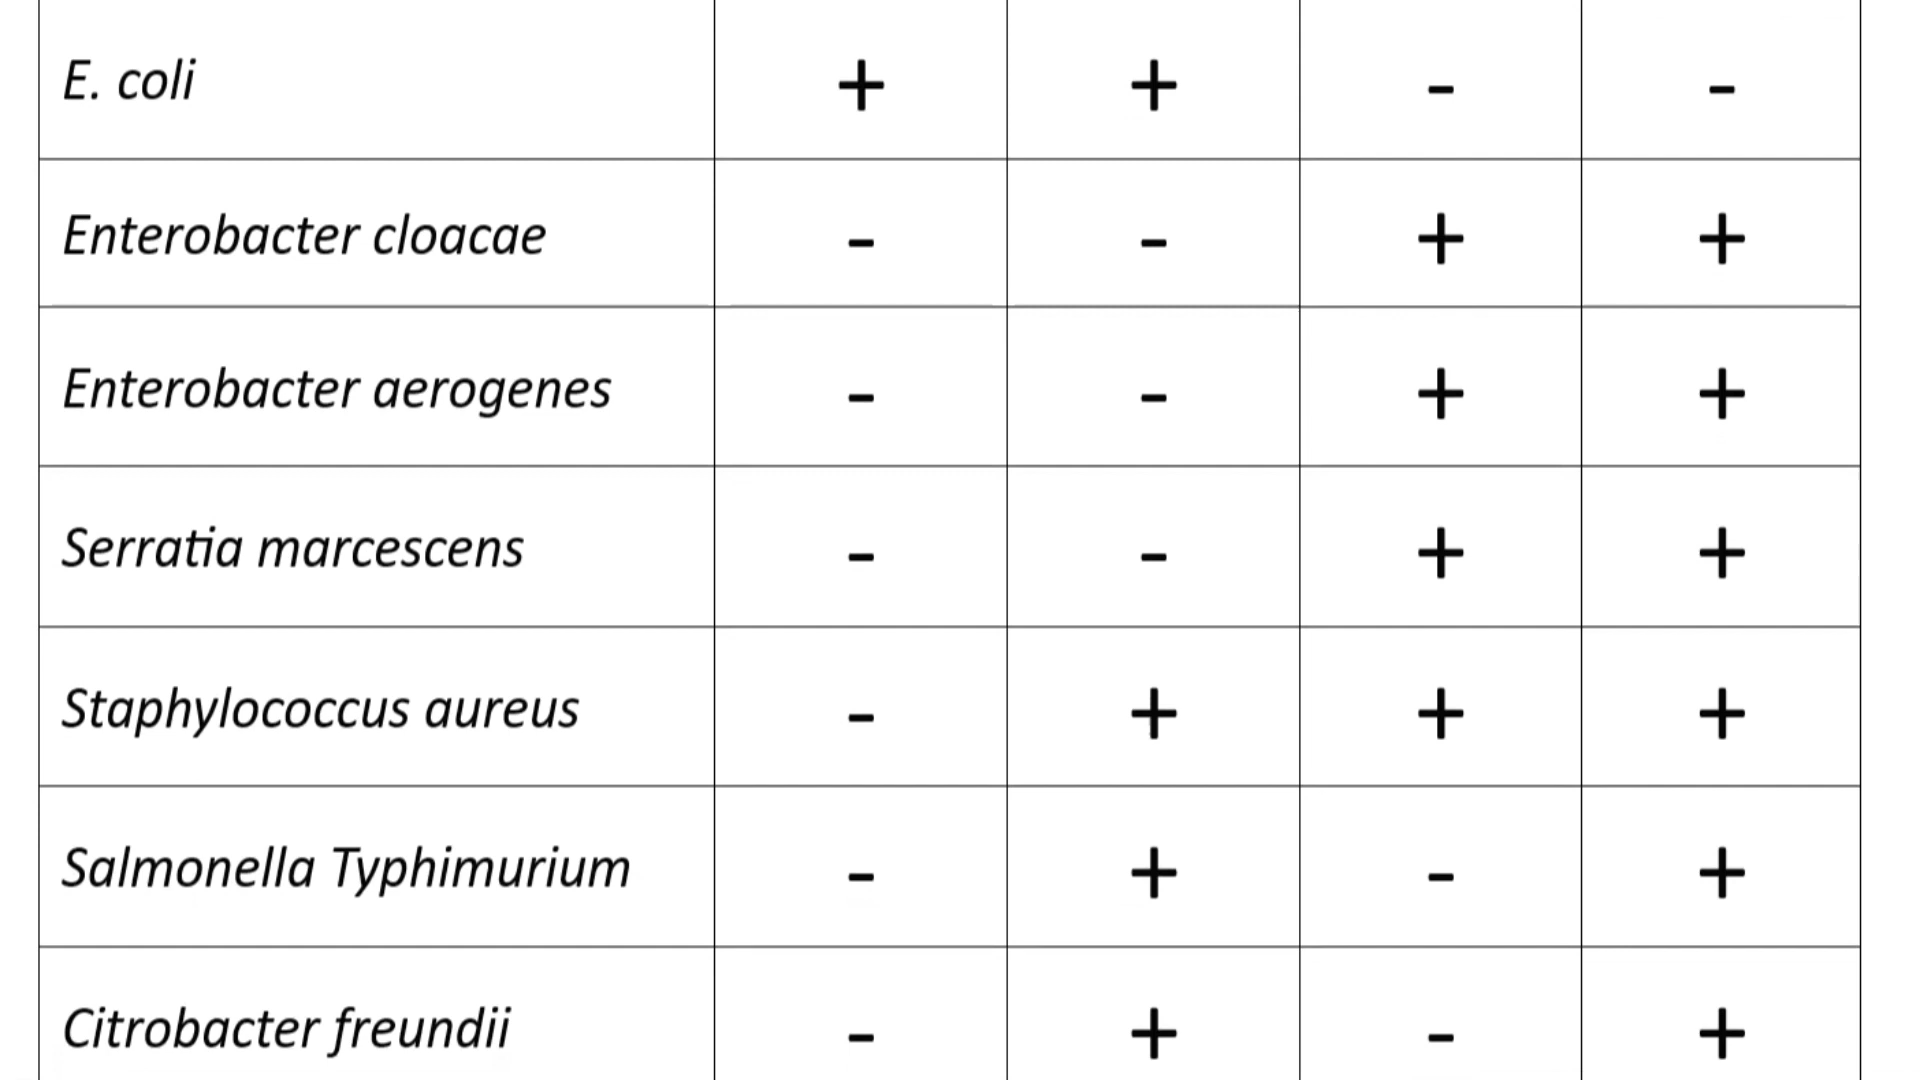 E. coli + + - -
Enterobacter cloacae - - + +
Enterobacter aerogenes - - + +
Serratia marcescens - - + +
Staphylococcus aureus - + + +
Salmonella Typhimurium - + - +
Citrobacter freundii - + - +